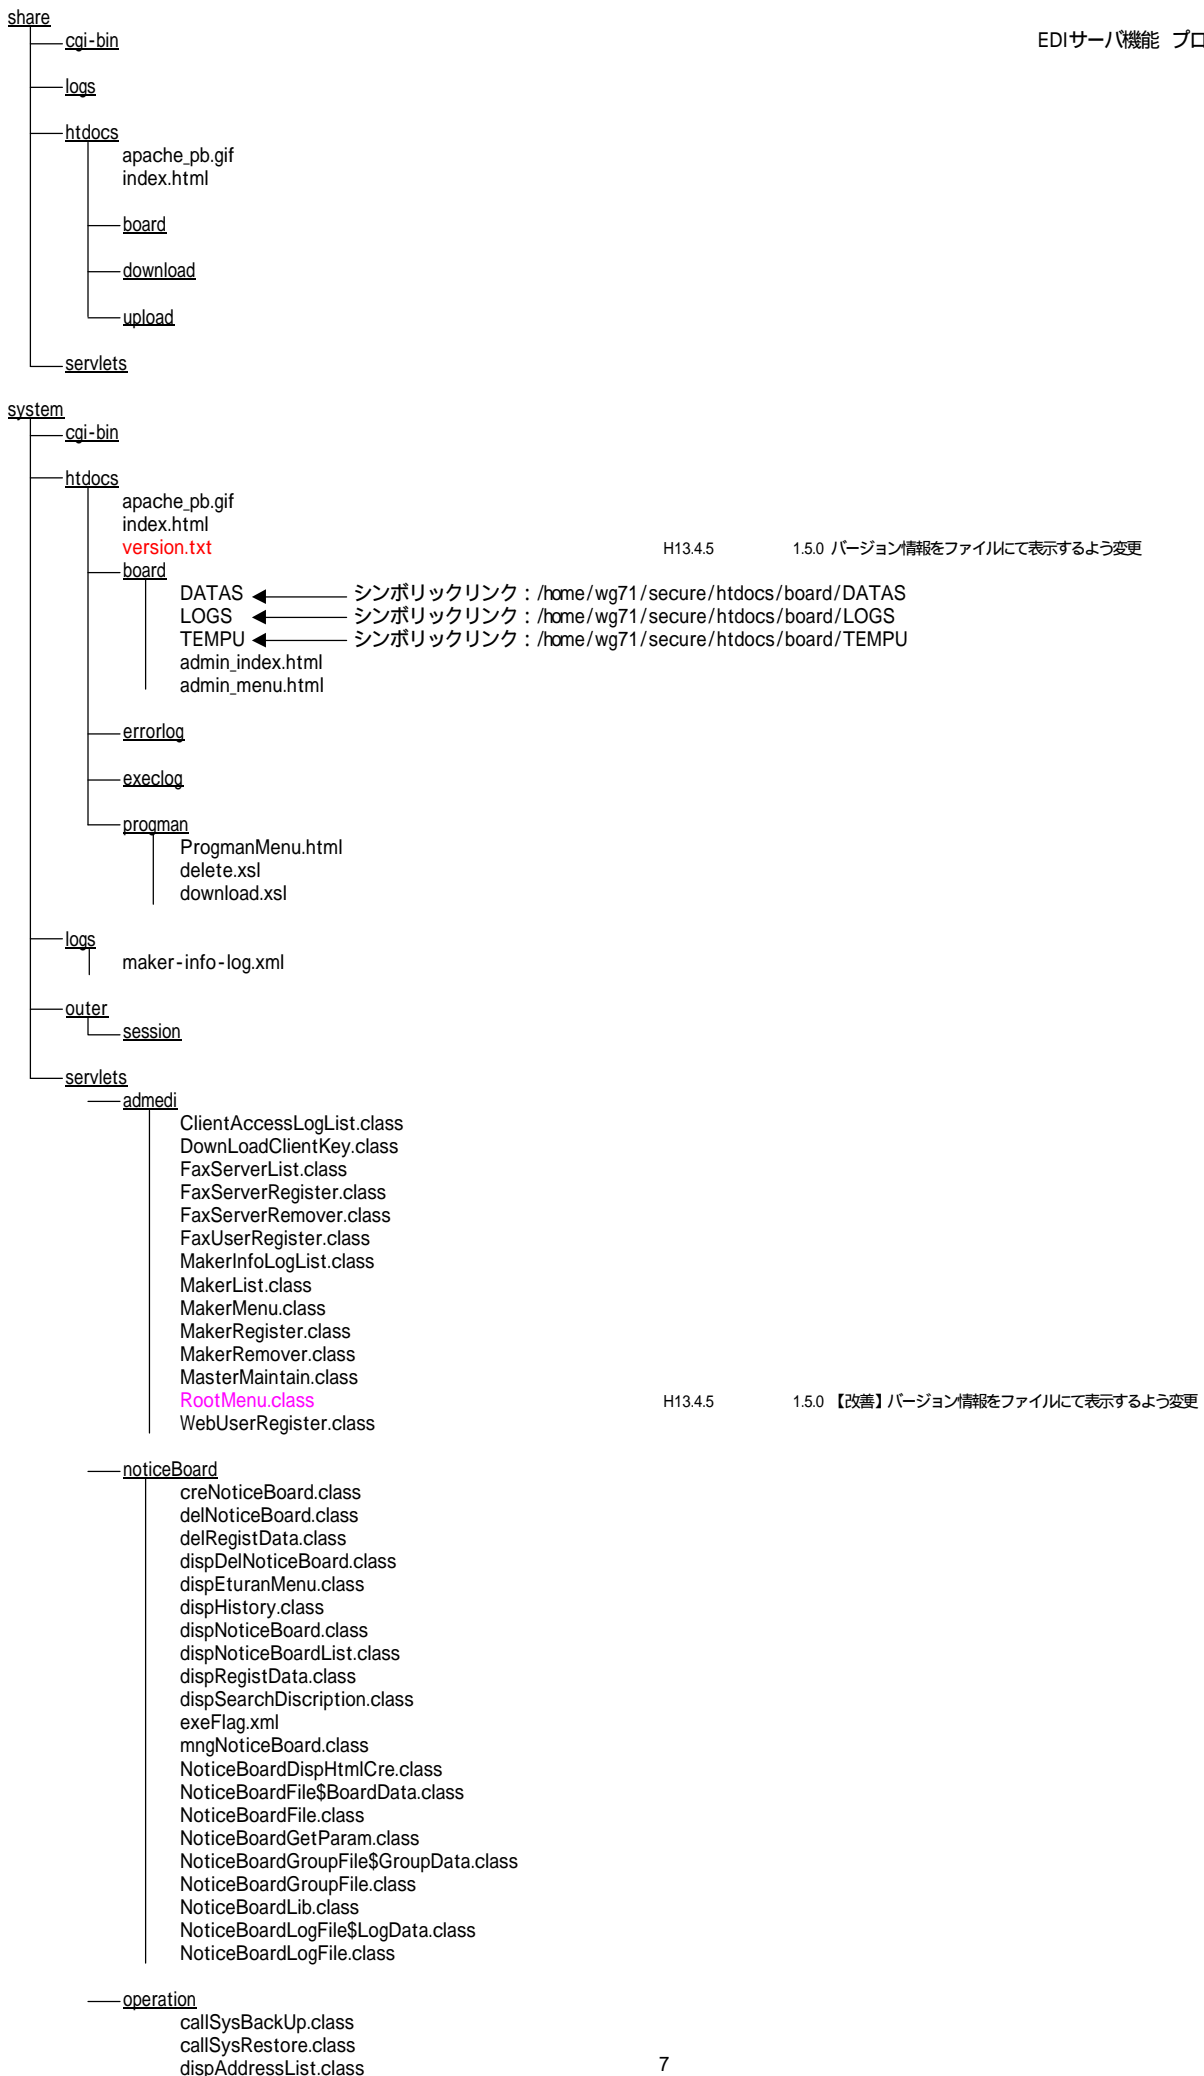 share
cgi-bin
EDIサーバ機能 プロ
logs
htdocs
apache_pb.gif
index.html
board
download
upload
servlets
system
cgi-bin
htdocs
apache_pb.gif
index.html
version.txt H13.4.5 1.5.0 バージョン情報をファイルにて表示するよう変更
board
DATAS シンボリックリンク：/home/wg71/secure/htdocs/board/DATAS
LOGS シンボリックリンク：/home/wg71/secure/htdocs/board/LOGS
TEMPU シンボリックリンク：/home/wg71/secure/htdocs/board/TEMPU
admin_index.html
admin_menu.html
errorlog
execlog
progman
ProgmanMenu.html
delete.xsl
download.xsl
logs
maker-info-log.xml
outer
session
servlets
admedi
ClientAccessLogList.class
DownLoadClientKey.class
FaxServerList.class
FaxServerRegister.class
FaxServerRemover.class
FaxUserRegister.class
MakerInfoLogList.class
MakerList.class
MakerMenu.class
MakerRegister.class
MakerRemover.class
MasterMaintain.class
RootMenu.class H13.4.5 1.5.0 【改善】バージョン情報をファイルにて表示するよう変更
WebUserRegister.class
noticeBoard
creNoticeBoard.class
delNoticeBoard.class
delRegistData.class
dispDelNoticeBoard.class
dispEturanMenu.class
dispHistory.class
dispNoticeBoard.class
dispNoticeBoardList.class
dispRegistData.class
dispSearchDiscription.class
exeFlag.xml
mngNoticeBoard.class
NoticeBoardDispHtmlCre.class
NoticeBoardFile$BoardData.class
NoticeBoardFile.class
NoticeBoardGetParam.class
NoticeBoardGroupFile$GroupData.class
NoticeBoardGroupFile.class
NoticeBoardLib.class
NoticeBoardLogFile$LogData.class
NoticeBoardLogFile.class
operation
callSysBackUp.class
callSysRestore.class
dispAddressList.class
7